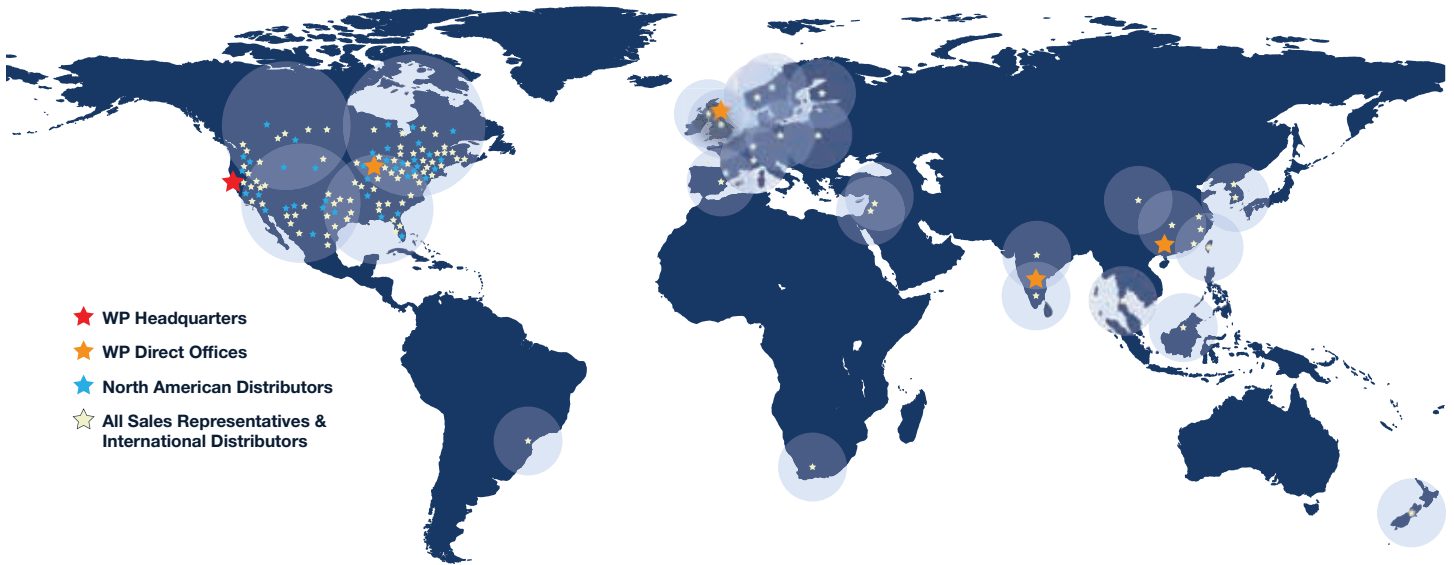 WP Headquarters
WP Direct Offices
North American Distributors
All Sales Representatives &
International Distributors